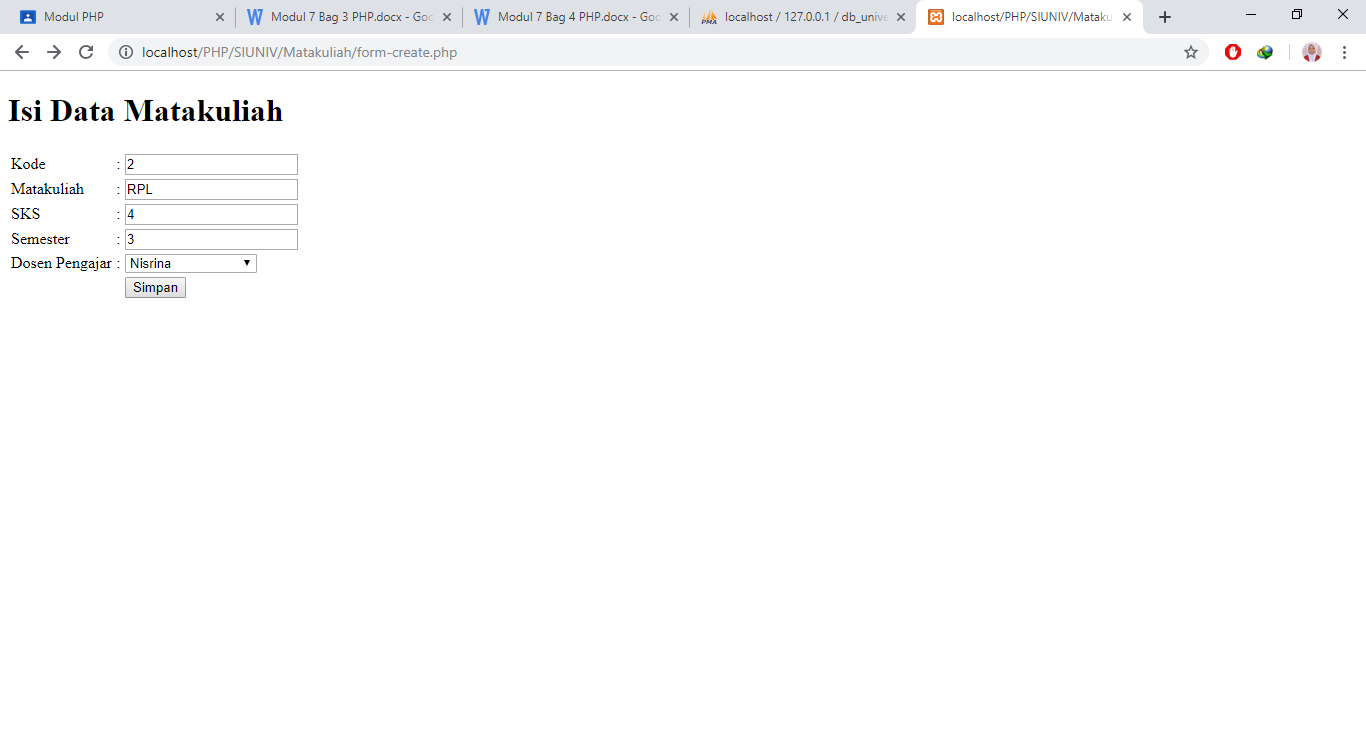 Modul PHP
Modul 7 Bag 3 PHP.docx - Goo
Modul 7 Bag 4 PHP.docx - Goo
localhost / 127.0.0.1 / db_unive
localhost/PHP/SIUNIV/Mataku
localhost/PHP/SIUNIV/Matakuliah/form-create.php
Isi Data Matakuliah
Kode : 2
Matakuliah : RPL
SKS : 4
Semester : 3
Dosen Pengajar : Nisrina
Simpan